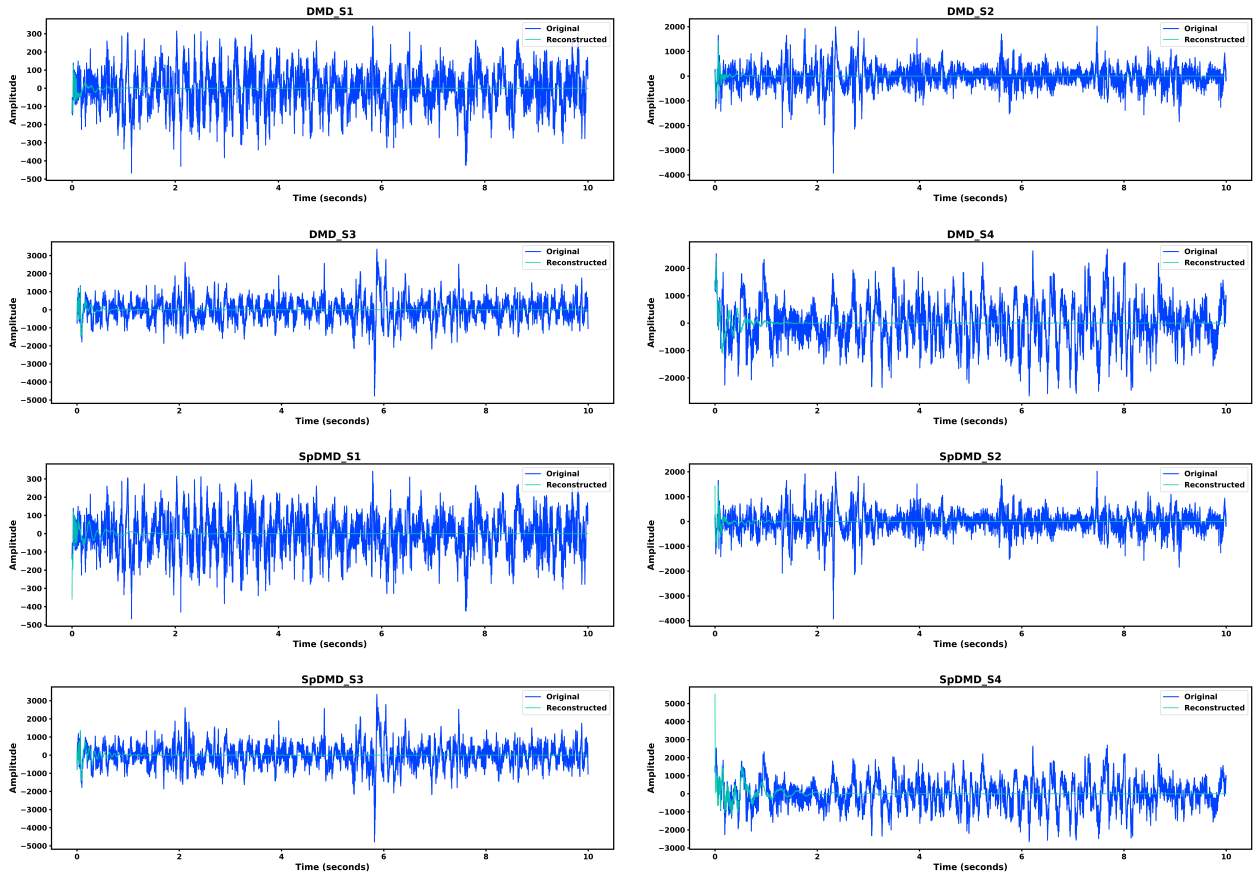 DMD_S1
Amplitude
300
200
100
0
−100
−200
−300
−400
−500
Original
Reconstructed
0 2 4 6 8 10
Time (seconds)
DMD_S2
Amplitude
2000
1000
0
−1000
−2000
−3000
−4000
Original
Reconstructed
0 2 4 6 8 10
Time (seconds)
DMD_S3
Amplitude
3000
2000
1000
0
−1000
−2000
−3000
−4000
−5000
Original
Reconstructed
0 2 4 6 8 10
Time (seconds)
DMD_S4
Amplitude
2000
1000
0
−1000
−2000
Original
Reconstructed
0 2 4 6 8 10
Time (seconds)
SpDMD_S1
Amplitude
300
200
100
0
−100
−200
−300
−400
−500
Original
Reconstructed
0 2 4 6 8 10
Time (seconds)
SpDMD_S2
Amplitude
2000
1000
0
−1000
−2000
−3000
−4000
Original
Reconstructed
0 2 4 6 8 10
Time (seconds)
SpDMD_S3
Amplitude
3000
2000
1000
0
−1000
−2000
−3000
−4000
−5000
Original
Reconstructed
0 2 4 6 8 10
Time (seconds)
SpDMD_S4
Amplitude
5000
4000
3000
2000
1000
0
−1000
−2000
−3000
Original
Reconstructed
0 2 4 6 8 10
Time (seconds)